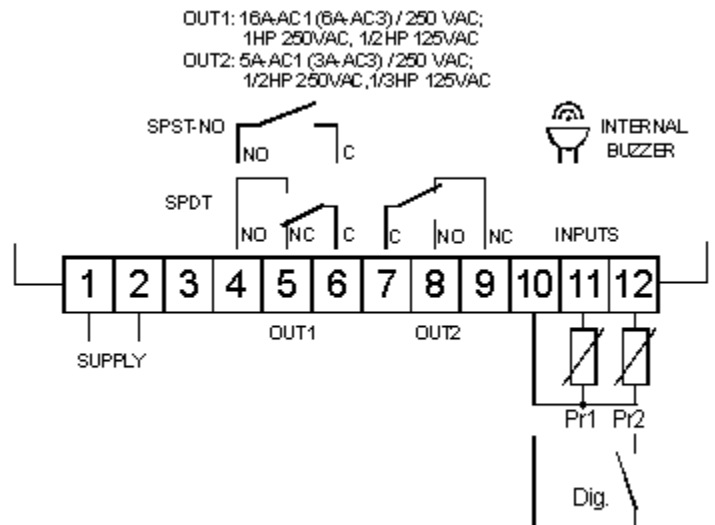 OUT1: 16A-AC1 (6A-AC3) / 250 VAC;
1HP 250VAC, 1/2HP 125VAC
OUT2: 5A-AC1 (3A-AC3) / 250 VAC;
1/2HP 250VAC, 1/3HP 125VAC
SPST-NO
NO C
INTERNAL
BUZZER
SPDT
NO NC C C NO NC INPUTS
1 2 3 4 5 6 7 8 9 10 11 12
SUPPLY OUT1 OUT2
Pr1 Pr2
Dig.